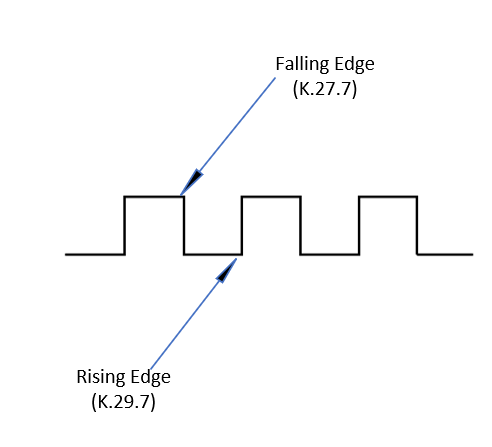 Falling Edge
(K.27.7)
Rising Edge
(K.29.7)